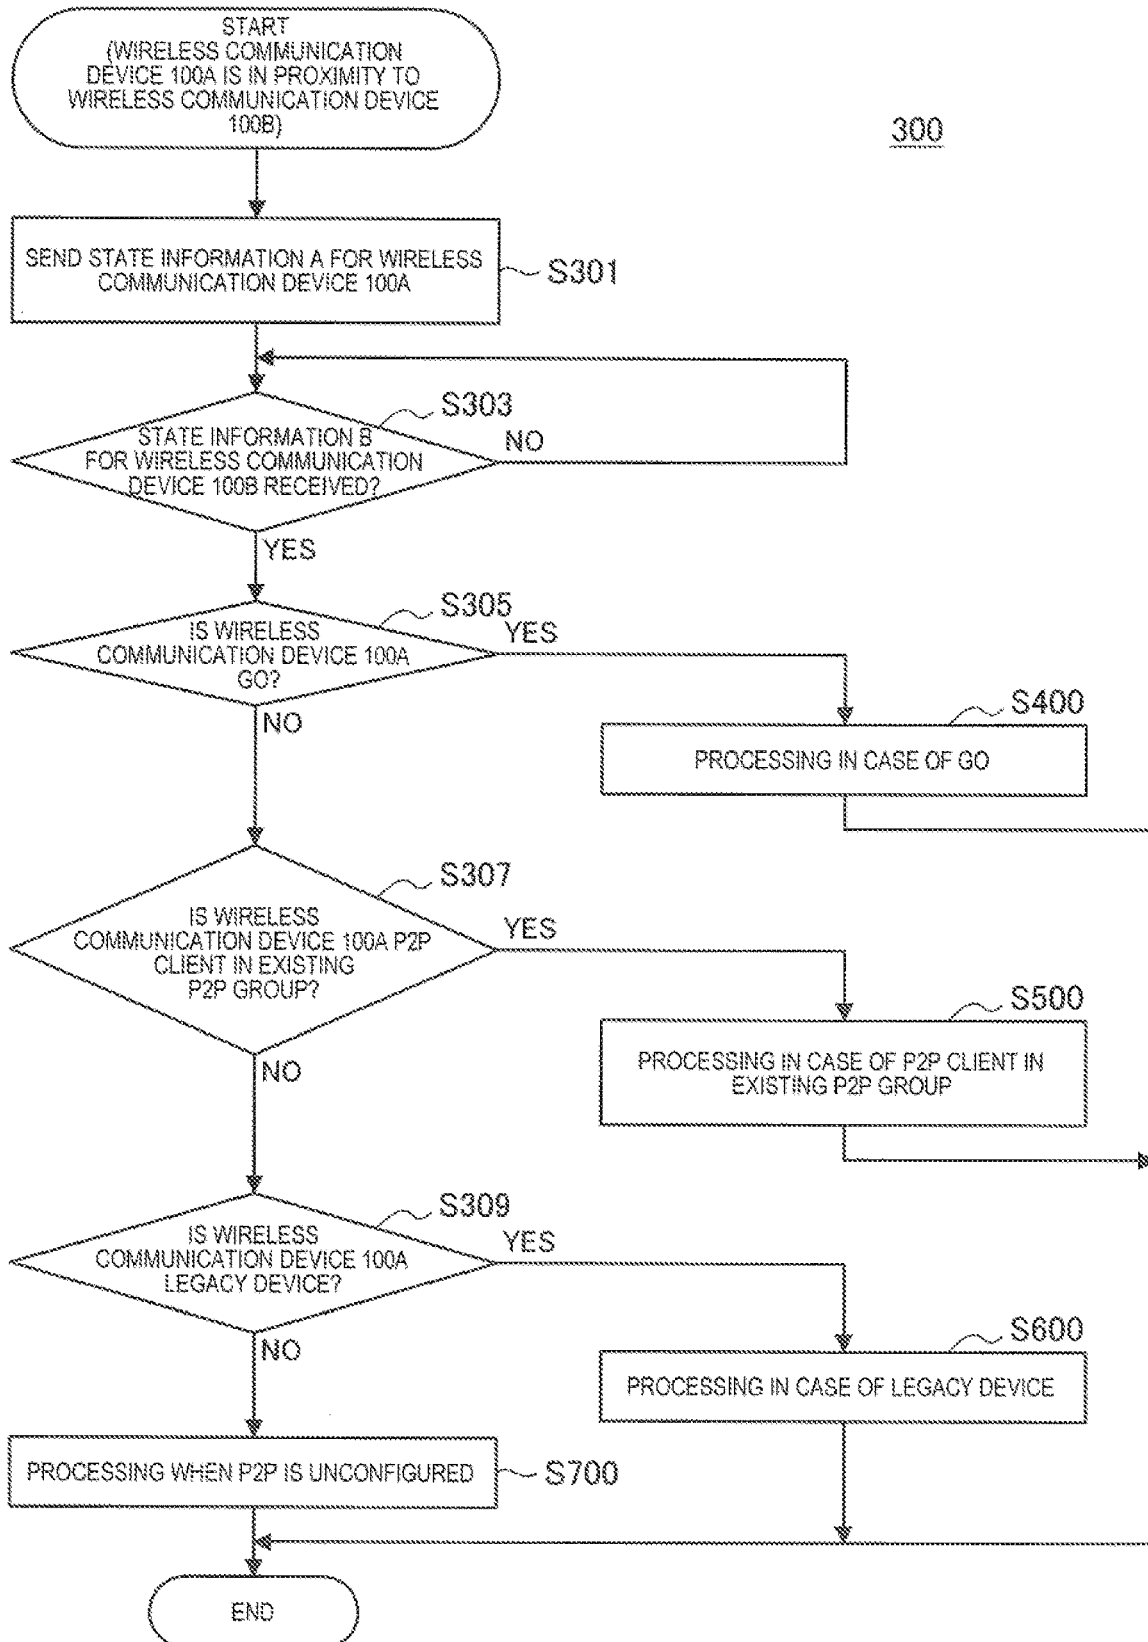 START
(WIRELESS COMMUNICATION
DEVICE 100A IS IN PROXIMITY TO
WIRELESS COMMUNICATION DEVICE
100B)
300
SEND STATE INFORMATION A FOR WIRELESS
COMMUNICATION DEVICE 100A
S301
S303
STATE INFORMATION B
FOR WIRELESS COMMUNICATION
DEVICE 100B RECEIVED?
NO
YES
S305
IS WIRELESS
COMMUNICATION DEVICE 100A
GO?
YES
NO
S400
PROCESSING IN CASE OF GO
S307
IS WIRELESS
COMMUNICATION DEVICE 100A P2P
CLIENT IN EXISTING
P2P GROUP?
YES
NO
S500
PROCESSING IN CASE OF P2P CLIENT IN
EXISTING P2P GROUP
S309
IS WIRELESS
COMMUNICATION DEVICE 100A
LEGACY DEVICE?
YES
NO
S600
PROCESSING IN CASE OF LEGACY DEVICE
PROCESSING WHEN P2P IS UNCONFIGURED
S700
END